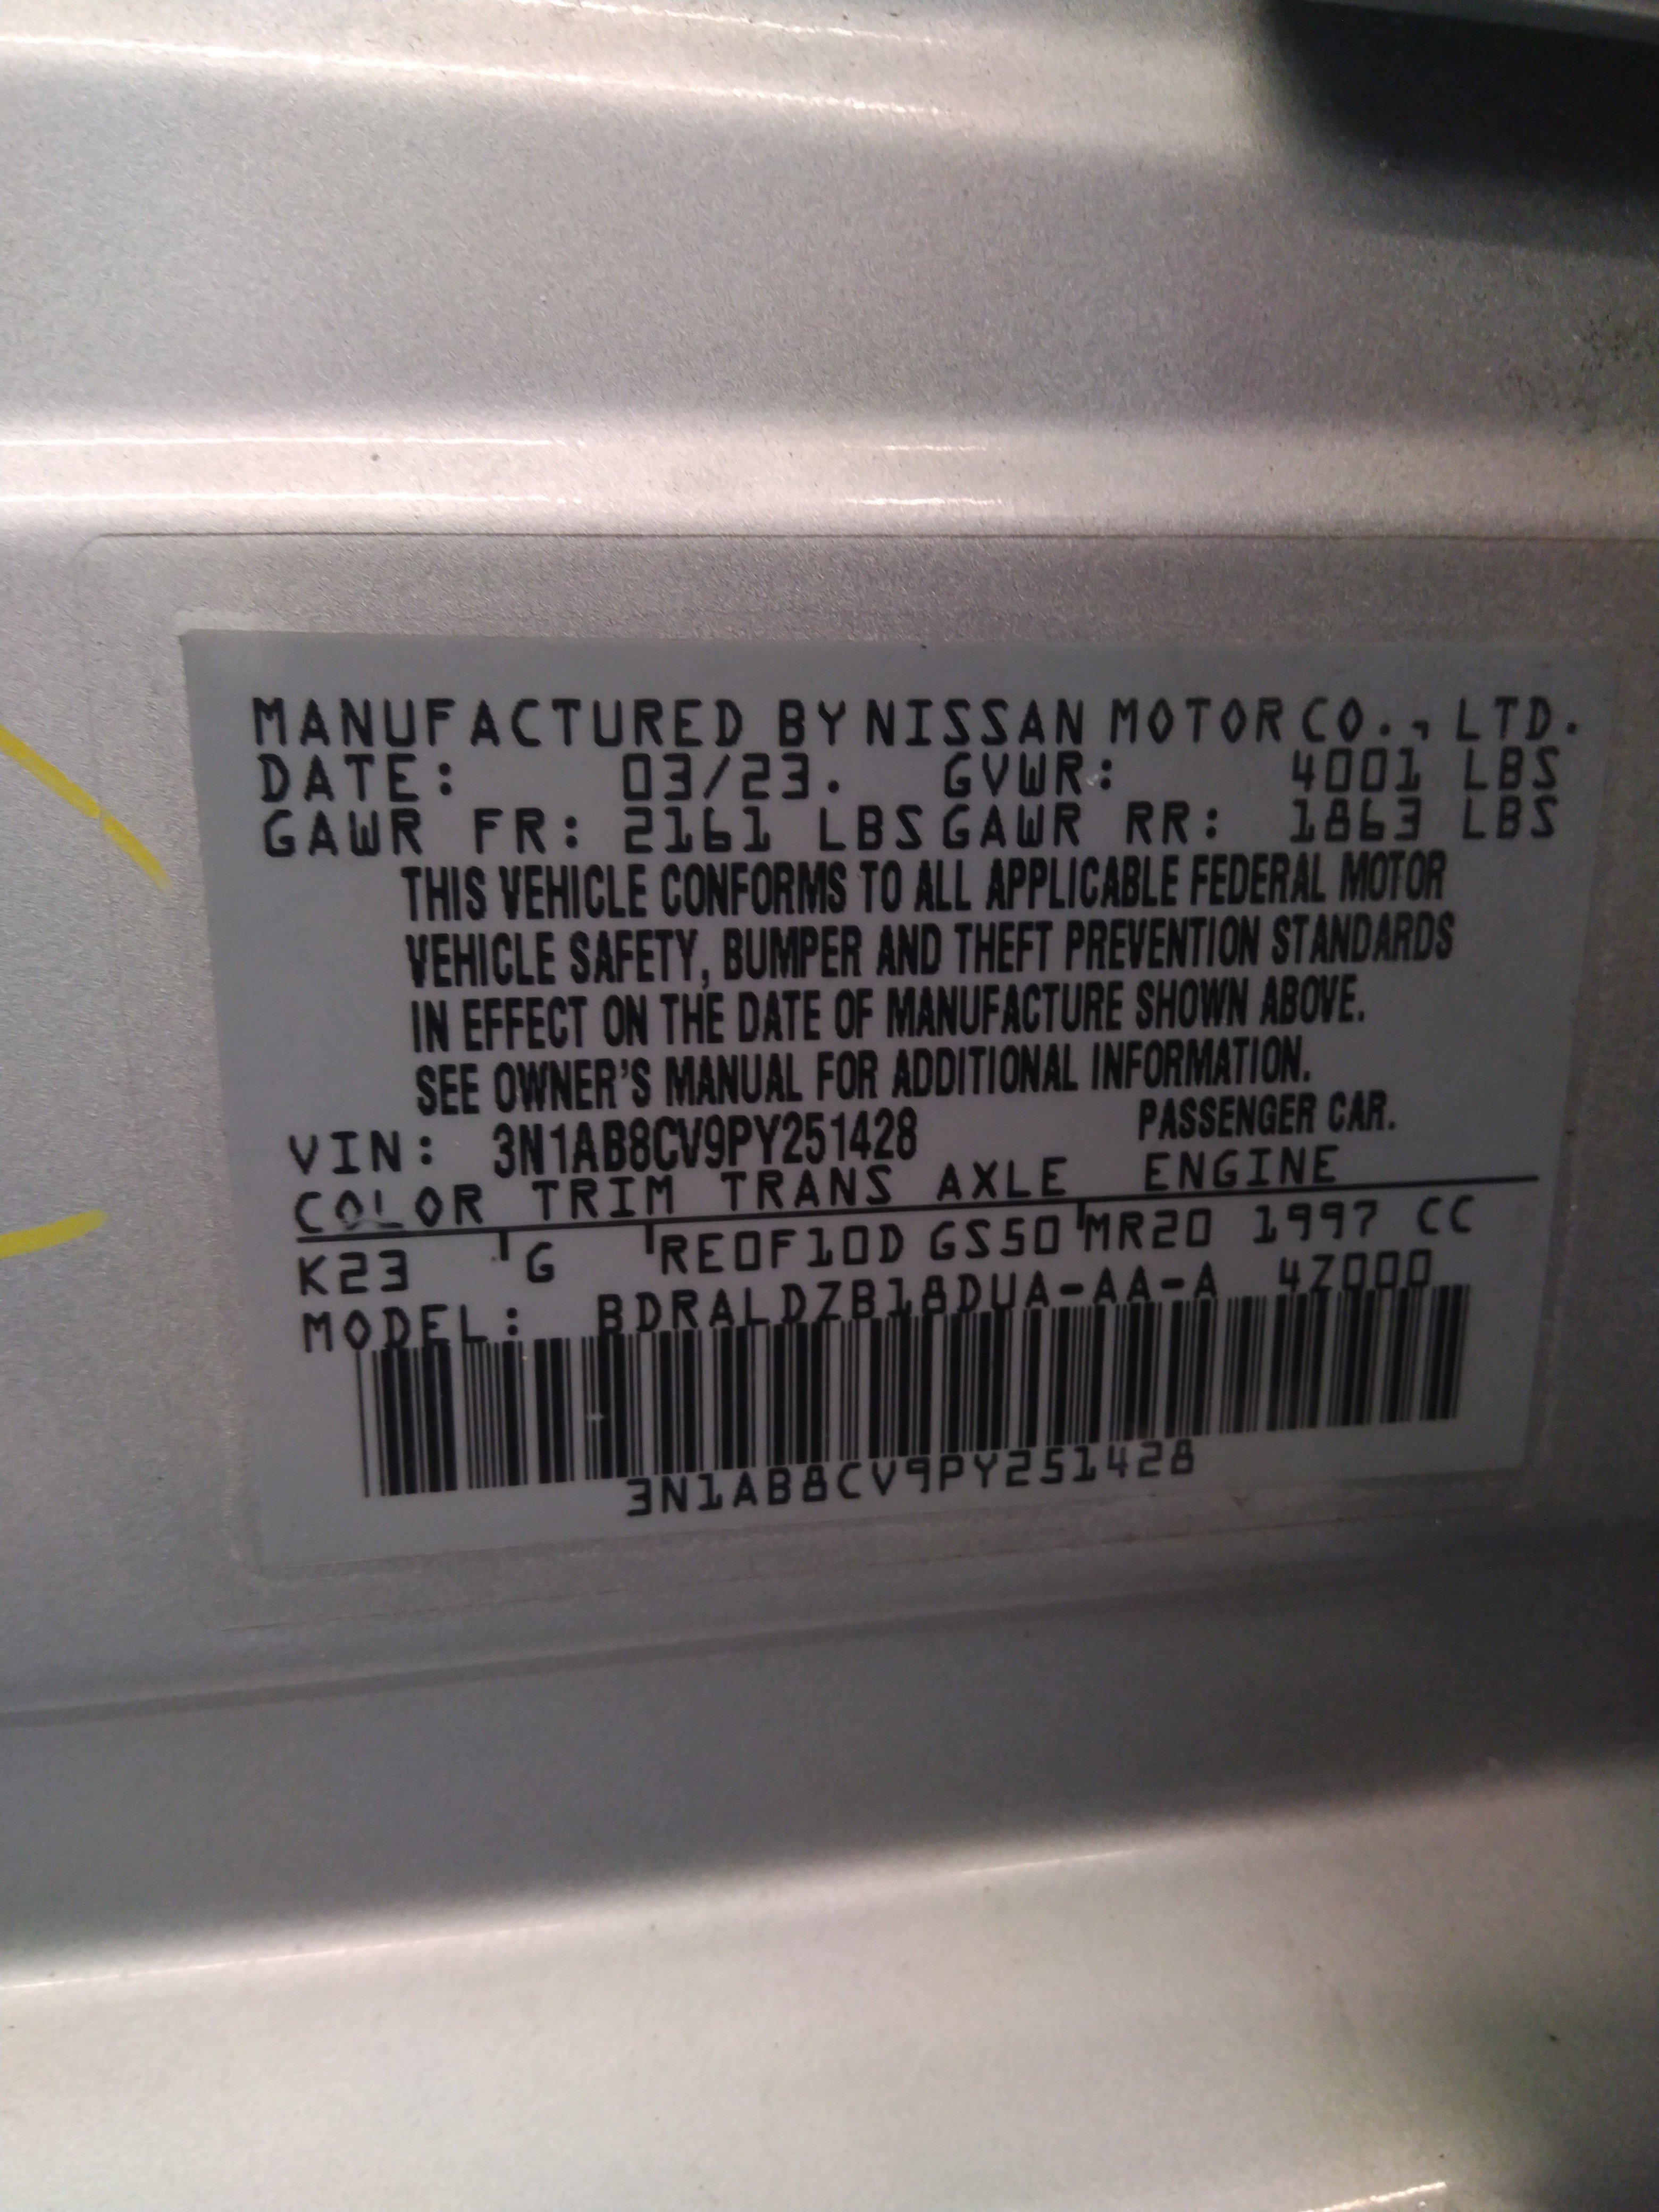 MANUFACTURED BY NISSAN MOTOR CO., LTD.
DATE: 03/23. GVWR: 4001 LBS
GAWR FR: 2161 LBS GAWR RR: 1863 LBS
THIS VEHICLE CONFORMS TO ALL APPLICABLE FEDERAL MOTOR
VEHICLE SAFETY, BUMPER AND THEFT PREVENTION STANDARDS
IN EFFECT ON THE DATE OF MANUFACTURE SHOWN ABOVE.
SEE OWNER'S MANUAL FOR ADDITIONAL INFORMATION.
VIN: 3N1AB8CV9PY251428 PASSENGER CAR.
COLOR TRIM TRANS AXLE ENGINE
K23 G RE0F10D GS50 MR20 1997 CC
MODEL: BDRALDZB18DUA-AA-A 4Z000
3N1AB8CV9PY251428